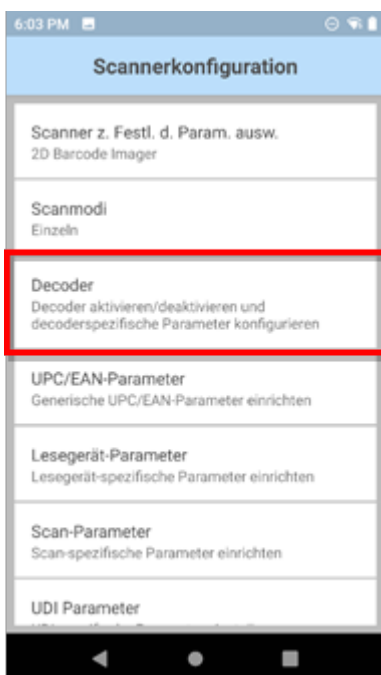 6:03 PM
Scannerkonfiguration
Scanner z. Festl. d. Param. ausw.
2D Barcode Imager
Scanmodi
Einzeln
Decoder
Decoder aktivieren/deaktivieren und
decoderspezifische Parameter konfigurieren
UPC/EAN-Parameter
Generische UPC/EAN-Parameter einrichten
Lesegerät-Parameter
Lesegerät-spezifische Parameter einrichten
Scan-Parameter
Scan-spezifische Parameter einrichten
UDI Parameter